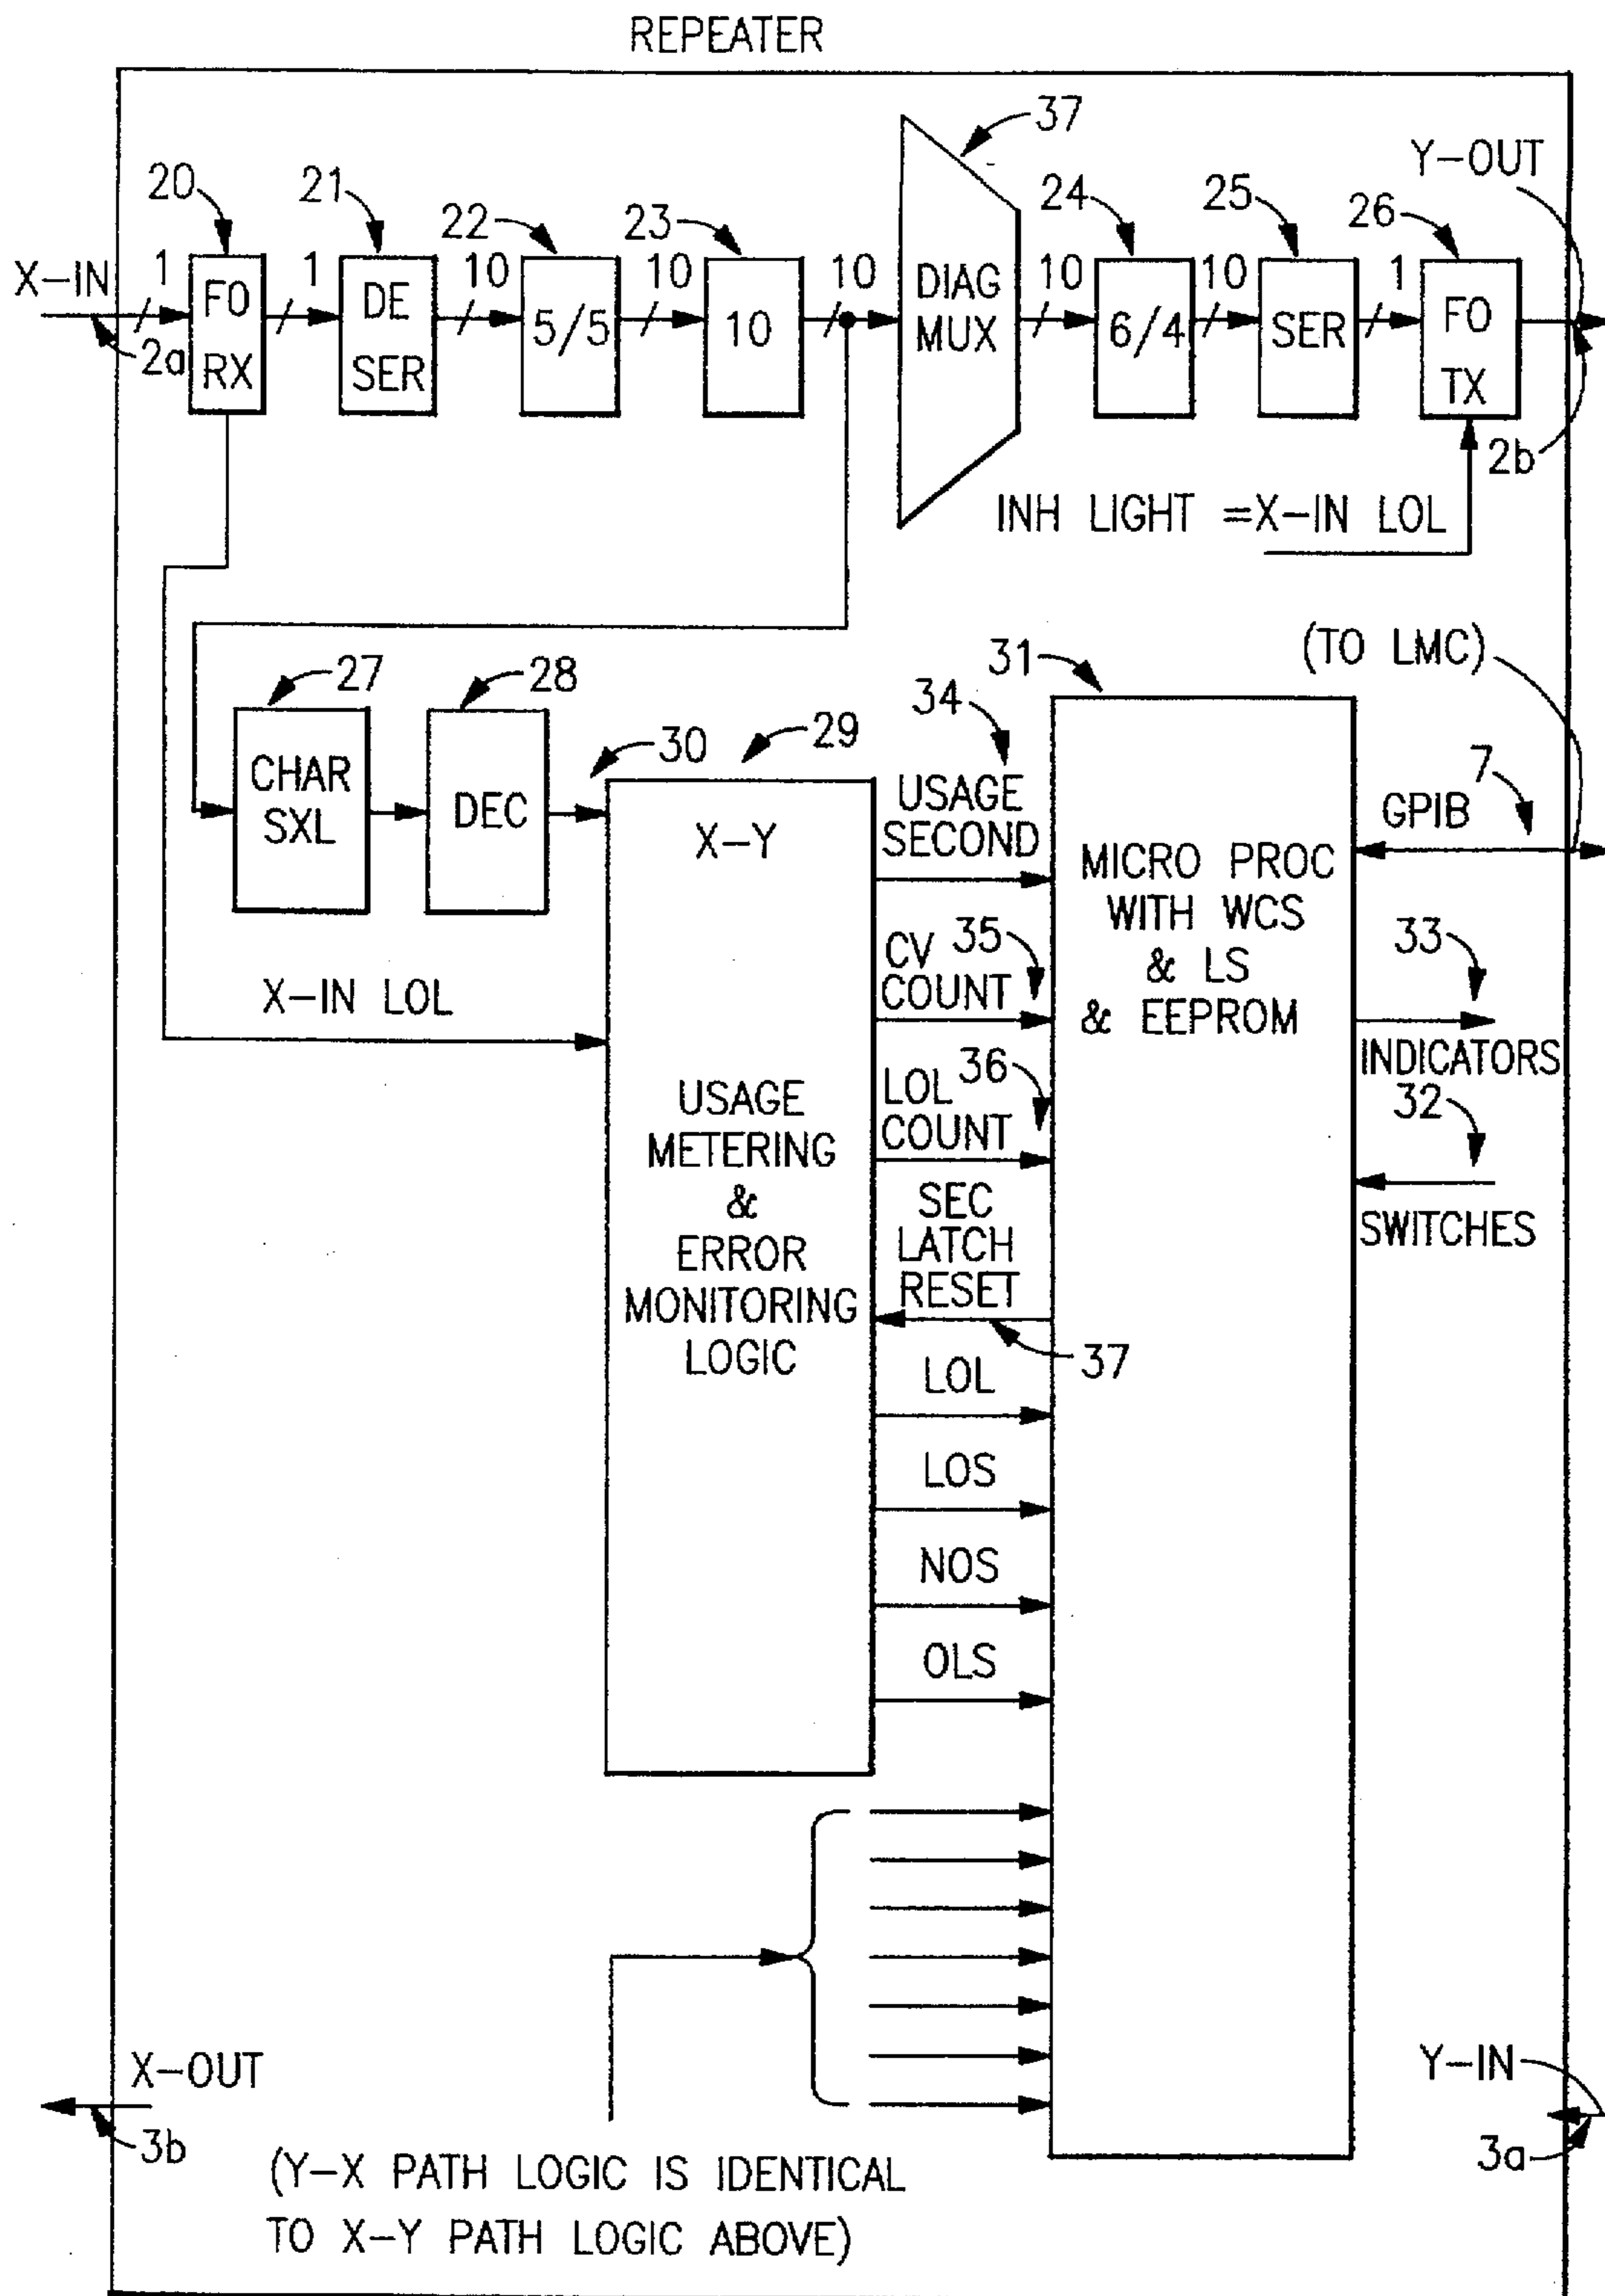 REPEATER
37
Y-OUT
20
21
22
23
24
25
26
X-IN
1
1
10
10
10
10
10
1
FO
RX
DE
SER
5/5
10
DIAG
MUX
6/4
SER
FO
TX
2a
2b
INH LIGHT =X-IN LOL
(TO LMC)
27
28
30
29
34
31
CHAR
SXL
DEC
X-Y
USAGE
SECOND
MICRO PROC
WITH WCS
& LS
& EEPROM
GPIB
7
X-IN LOL
CV
COUNT
35
33
INDICATORS
LOL
COUNT
36
32
SWITCHES
USAGE
METERING
&
ERROR
MONITORING
LOGIC
SEC
LATCH
RESET
37
LOL
LOS
NOS
OLS
X-OUT
3b
Y-IN
3a
(Y-X PATH LOGIC IS IDENTICAL
TO X-Y PATH LOGIC ABOVE)